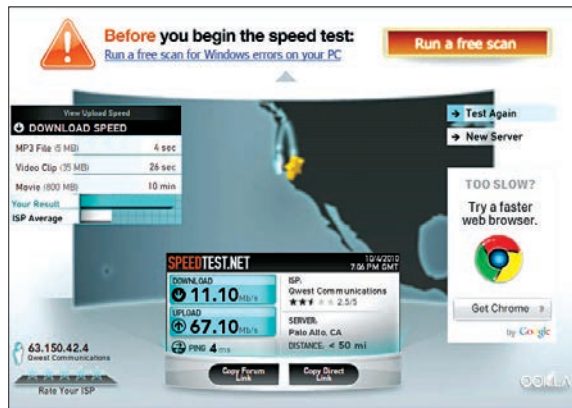 Before you begin the speed test:
Run a free scan for Windows errors on your PC
Run a free scan
View Upload Speed
DOWNLOAD SPEED
MP3 File (5 MB) 4 sec
Video Clip (35 MB) 26 sec
Movie (800 MB) 10 min
Your Result
ISP Average
Test Again
New Server
TOO SLOW?
Try a faster
web browser.
Get Chrome »
by Google
SPEEDTEST.NET
10/4/2010
7:06 PM GMT
DOWNLOAD
11.10 Mb/s
UPLOAD
67.10 Mb/s
PING 4 ms
ISP:
Qwest Communications
2.5/5
SERVER:
Palo Alto, CA
DISTANCE: < 50 mi
Copy Forum
Link
Copy Direct
Link
63.150.42.4
Qwest Communications
Rate Your ISP
OOKLA